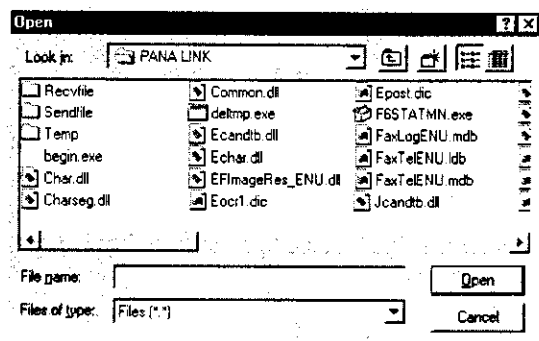 Open
Look in: PANA LINK
Recvfile Common.dll Epost.dic
Sendfile deltmp.exe F6STATMN.exe
Temp Ecandtb.dll FaxLogENU.mdb
begin.exe Echar.dll FaxTelENU.ldb
Char.dll EFImageRes_ENU.dll FaxTelENU.mdb
Charseg.dll Eocr1.dic Jcandtb.dll
File name: Open
Files of type: Files (*.*) Cancel